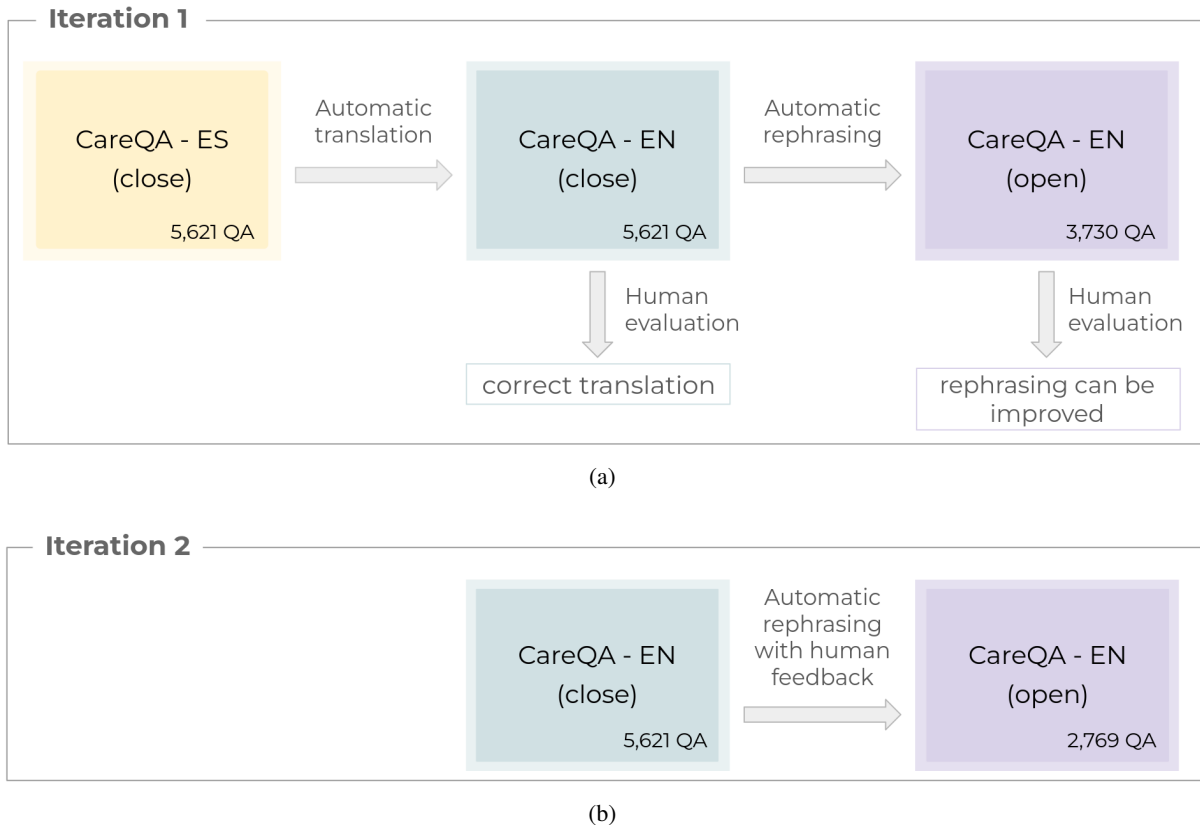 Iteration 1
CareQA - ES
(close)
5,621 QA
Automatic
translation
CareQA - EN
(close)
5,621 QA
Automatic
rephrasing
CareQA - EN
(open)
3,730 QA
Human
evaluation
correct translation
Human
evaluation
rephrasing can be
improved
(a)
Iteration 2
CareQA - EN
(close)
5,621 QA
Automatic
rephrasing
with human
feedback
CareQA - EN
(open)
2,769 QA
(b)